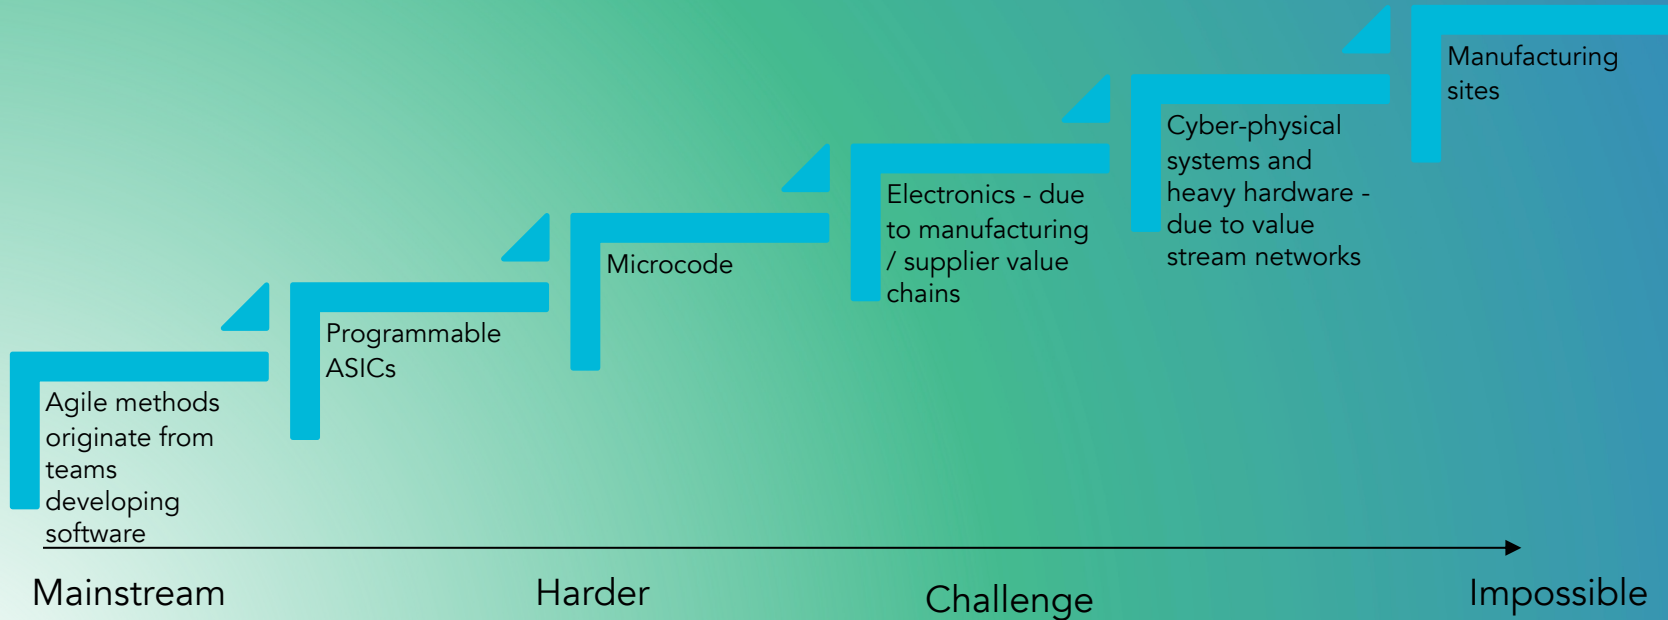 Agile methods
originate from
teams
developing
software
Programmable
ASICs
Microcode
Electronics - due
to manufacturing
/ supplier value
chains
Cyber-physical
systems and
heavy hardware -
due to value
stream networks
Manufacturing
sites
Mainstream
Harder
Challenge
Impossible